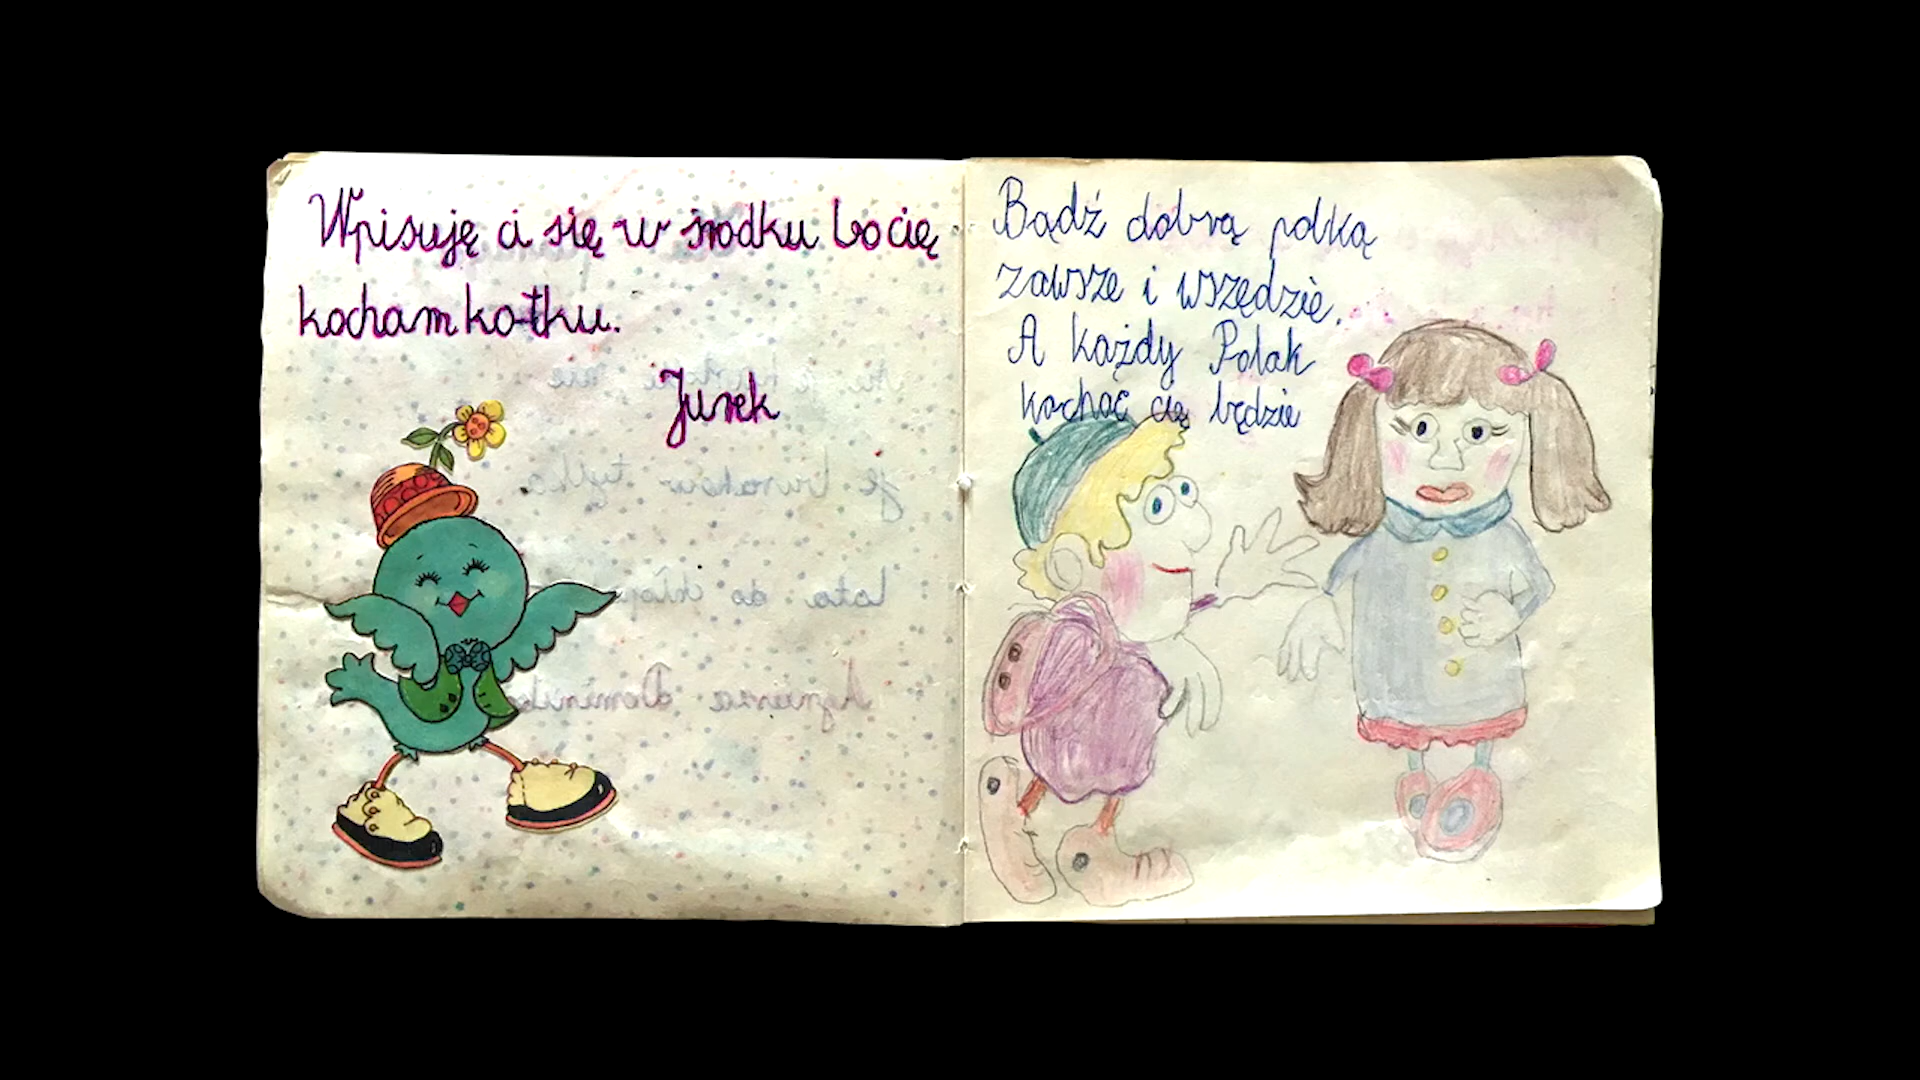 Wpisuję ci się w środku bo cię
kocham kotku.
Jurek
Bądź dobrą polką
zawsze i wszędzie.
A każdy Polak
kochać cię będzie